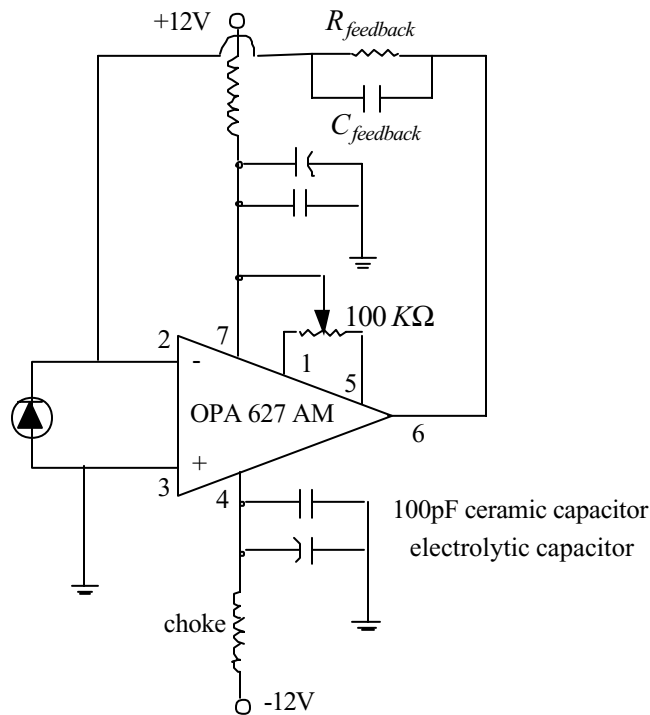 +12V
R feedback
C feedback
100 KΩ
2
7
1
5
-
OPA 627 AM
6
+
3
4
100pF ceramic capacitor
electrolytic capacitor
choke
-12V